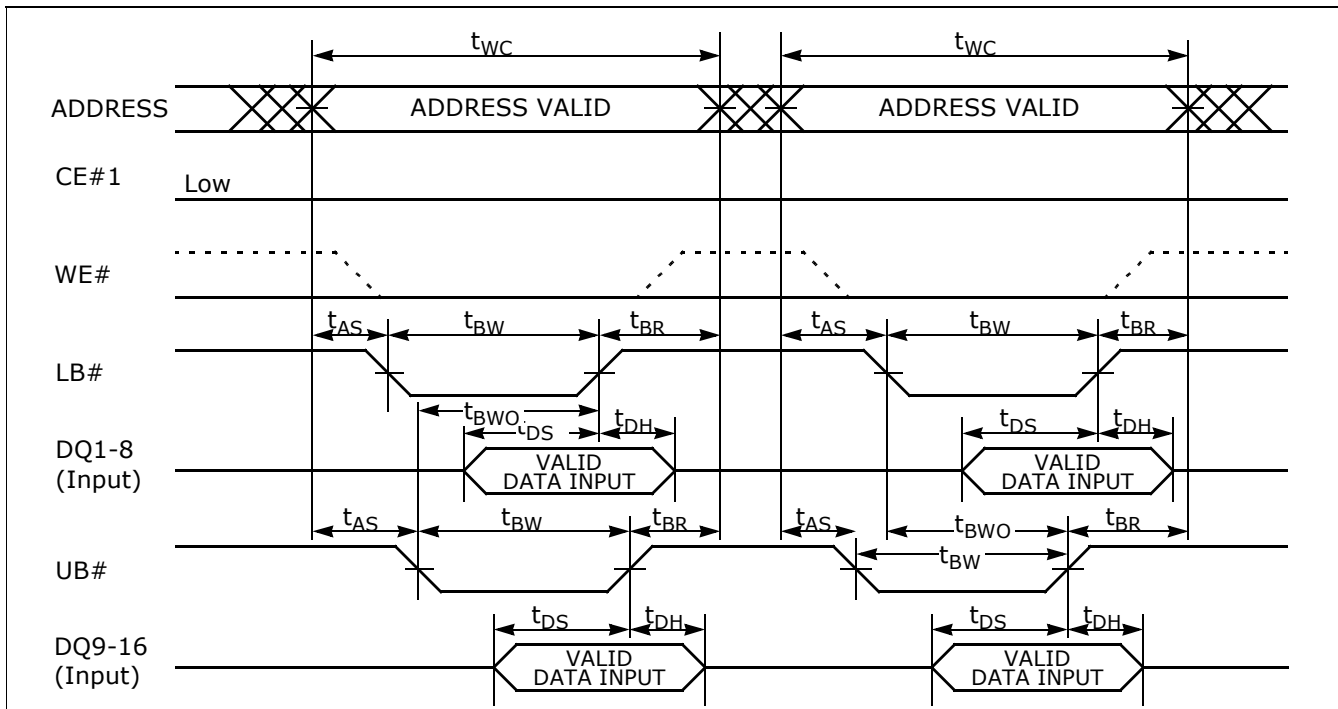 tWC tWC
ADDRESS ADDRESS VALID ADDRESS VALID
CE#1 Low
WE#
tAS tBW tBR tAS tBW tBR
LB#
tBWO
tDS tDH tDS tDH
DQ1-8
(Input)
VALID
DATA INPUT
VALID
DATA INPUT
tAS tBW tBR tAS tBWO tBR
tBW
UB#
tDS tDH tDS tDH
DQ9-16
(Input)
VALID
DATA INPUT
VALID
DATA INPUT